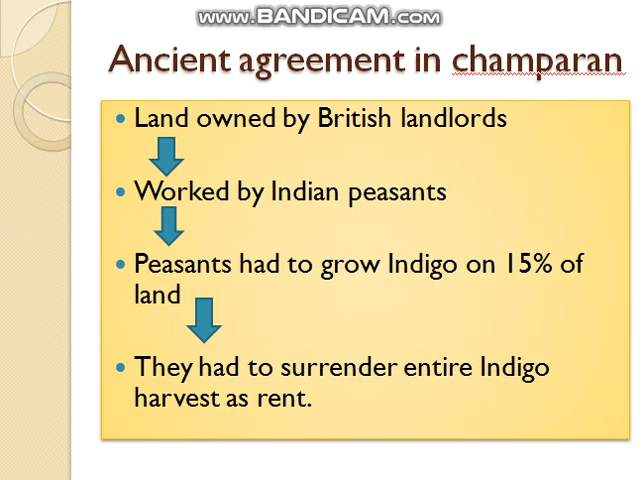 www.BANDICAM.com
Ancient agreement in champaran
Land owned by British landlords
Worked by Indian peasants
Peasants had to grow Indigo on 15% of
land
They had to surrender entire Indigo
harvest as rent.